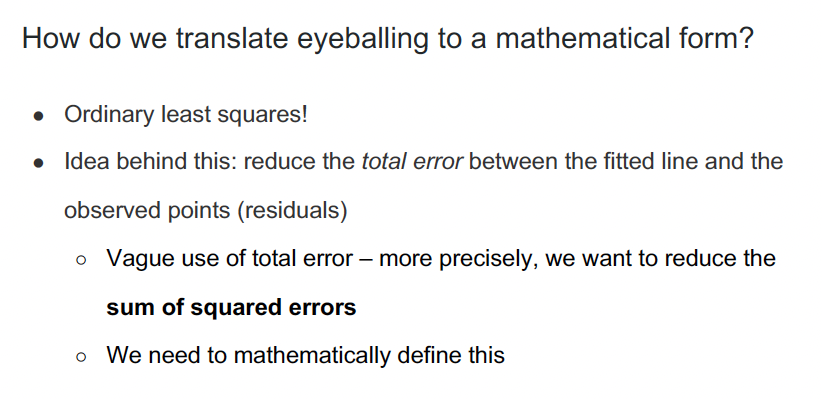 How do we translate eyeballing to a mathematical form?
● Ordinary least squares!
● Idea behind this: reduce the total error between the fitted line and the
observed points (residuals)
○ Vague use of total error – more precisely, we want to reduce the
sum of squared errors
○ We need to mathematically define this